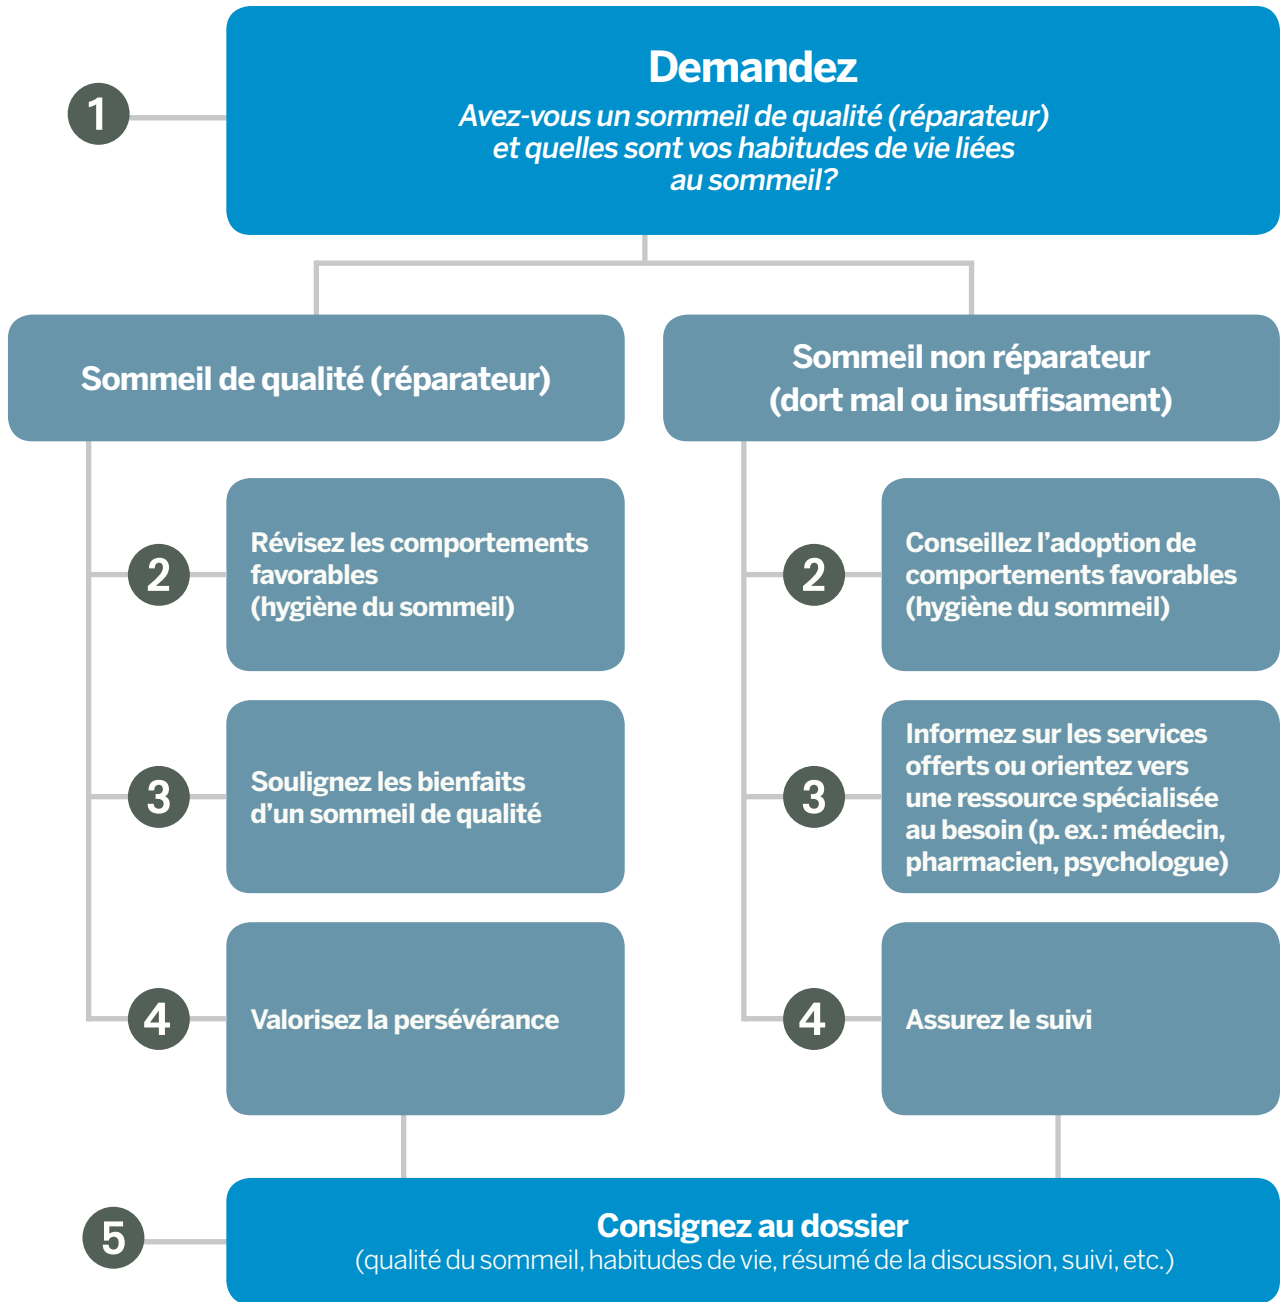 1
Demandez
Avez-vous un sommeil de qualité (réparateur)
et quelles sont vos habitudes de vie liées
au sommeil?
Sommeil de qualité (réparateur)
2
Révisez les comportements
favorables
(hygiène du sommeil)
3
Soulignez les bienfaits
d’un sommeil de qualité
4
Valorisez la persévérance
Sommeil non réparateur
(dort mal ou insuffisament)
2
Conseillez l’adoption de
comportements favorables
(hygiène du sommeil)
3
Informez sur les services
offerts ou orientez vers
une ressource spécialisée
au besoin (p. ex.: médecin,
pharmacien, psychologue)
4
Assurez le suivi
5
Consignez au dossier
(qualité du sommeil, habitudes de vie, résumé de la discussion, suivi, etc.)